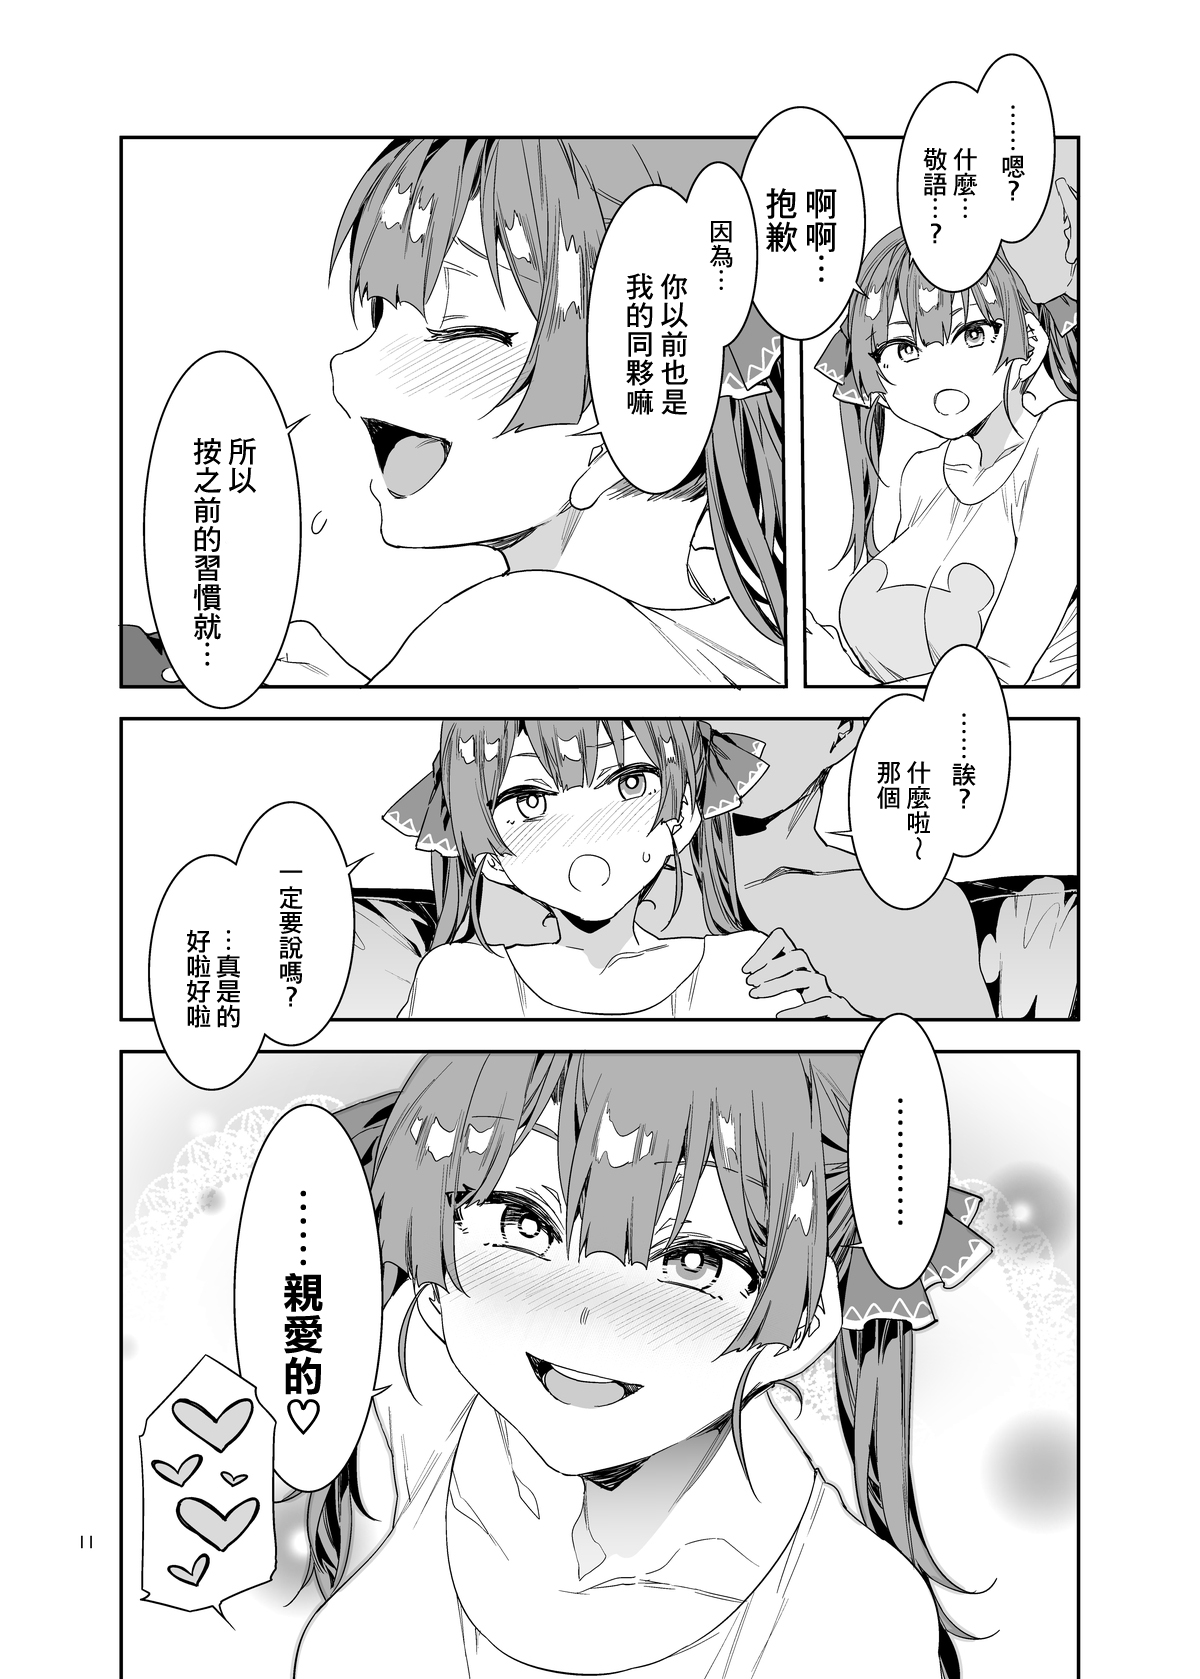 ……嗯?
什麼…
敬語…?
啊啊…
抱歉
因為…
你以前也是
我的同夥嘛
所以
按之前的習慣就…
……誒?
什麼啦~
那個
一定要說嗎?
…真是的
好啦好啦
…………
……親愛的♡
11